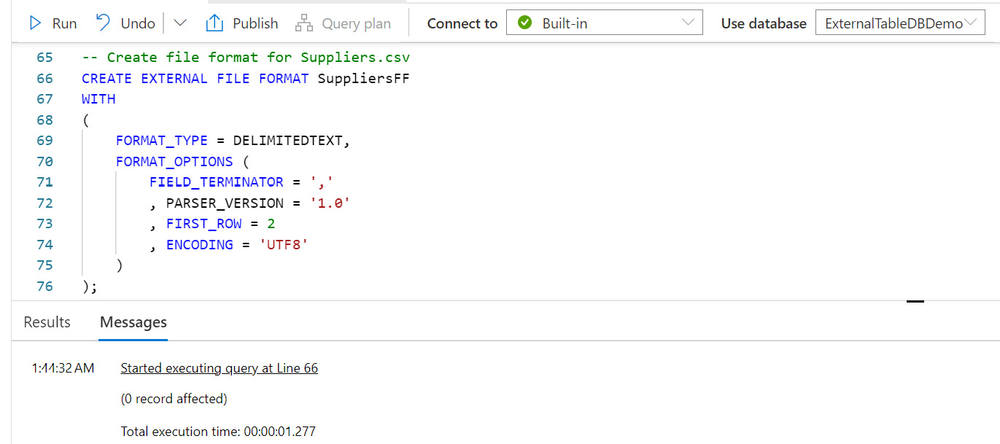 Run Undo Publish Query plan Connect to Built-in Use database ExternalTableDBDemo
65 -- Create file format for Suppliers.csv
66 CREATE EXTERNAL FILE FORMAT SuppliersFF
67 WITH
68 (
69 FORMAT_TYPE = DELIMITEDTEXT,
70 FORMAT_OPTIONS (
71 FIELD_TERMINATOR = ','
72 , PARSER_VERSION = '1.0'
73 , FIRST_ROW = 2
74 , ENCODING = 'UTF8'
75 )
76 );
Results Messages
1:44:32 AM Started executing query at Line 66
(0 record affected)
Total execution time: 00:00:01.277